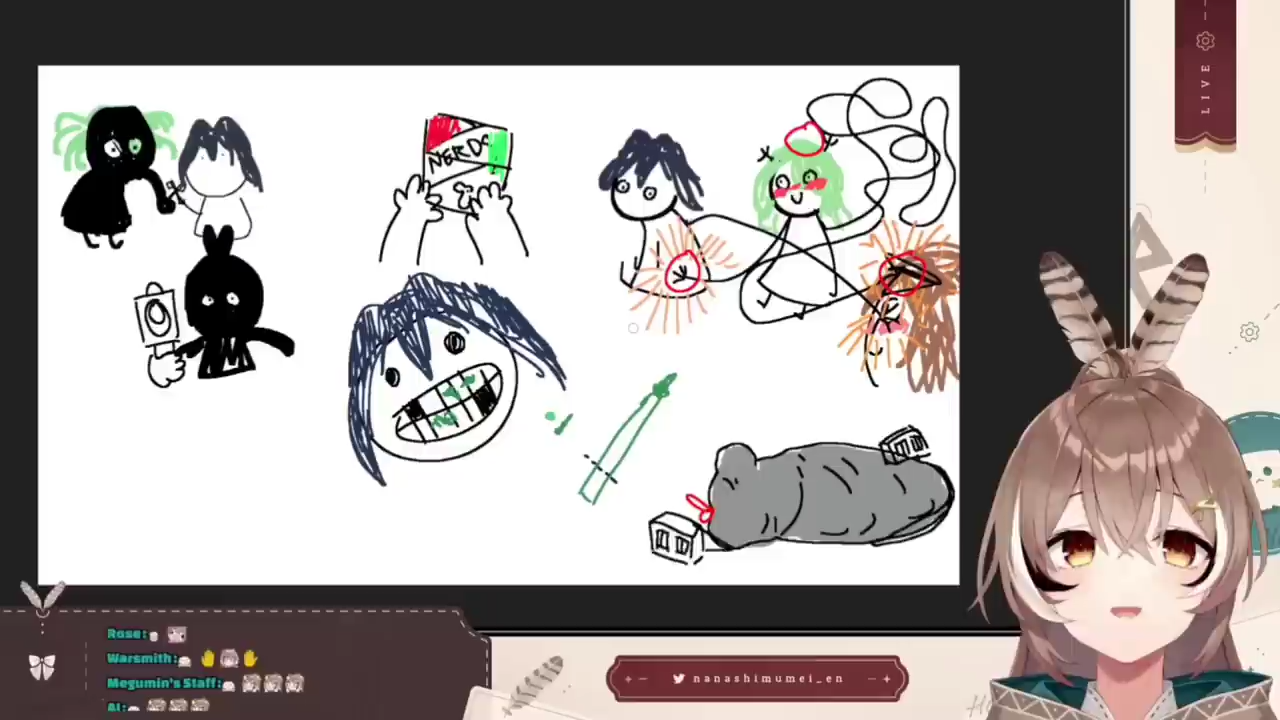 LIVE
NERDS
M
Rose:
Warsmith:
Megumin's Staff:
AI:
nanashimumei_en